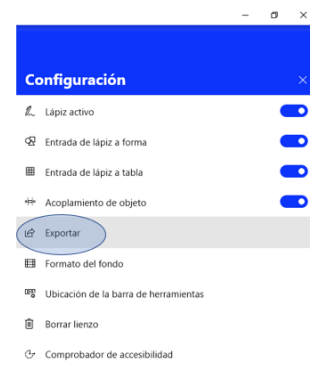 Configuración
Lápiz activo
Entrada de lápiz a forma
Entrada de lápiz a tabla
Acoplamiento de objeto
Exportar
Formato del fondo
Ubicación de la barra de herramientas
Borrar lienzo
Comprobador de accesibilidad